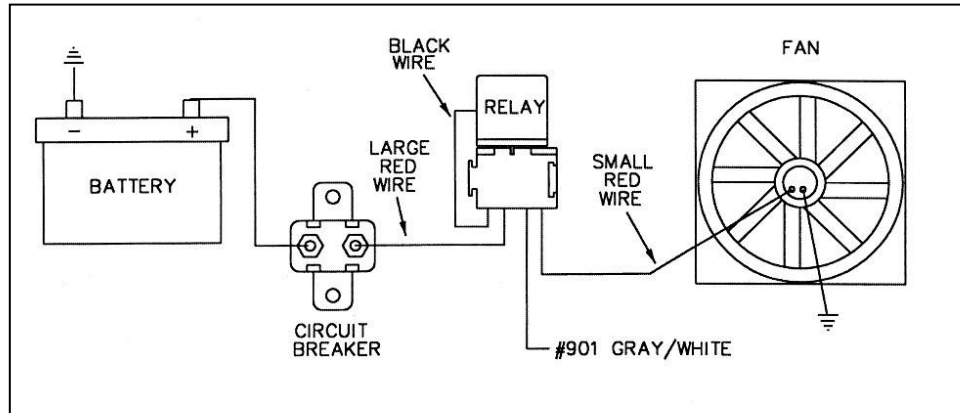 BLACK
WIRE
FAN
RELAY
-
+
BATTERY
LARGE
RED
WIRE
SMALL
RED
WIRE
CIRCUIT
BREAKER
#901 GRAY/WHITE